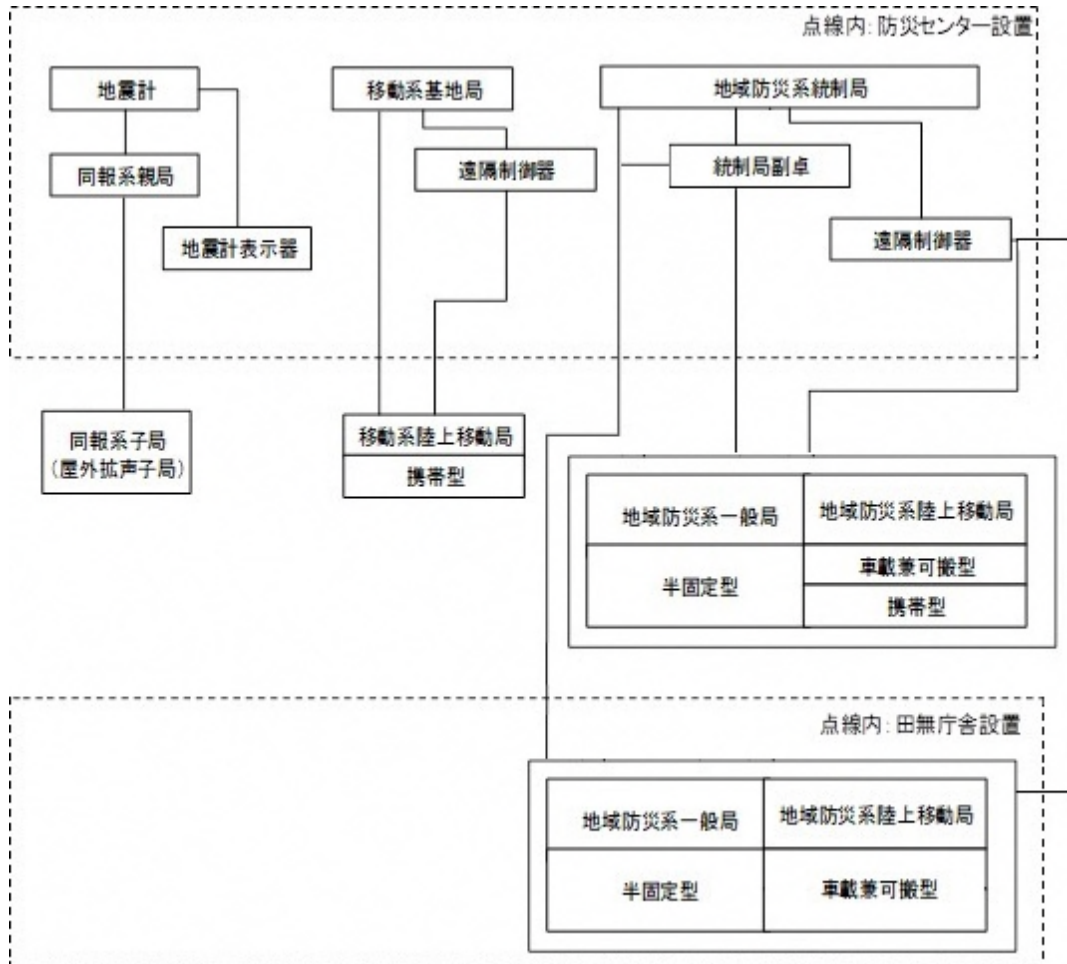 点線内：防災センター設置
地震計
移動系基地局
地域防災系統制局
同報系親局
遠隔制御器
統制局副卓
地震計表示器
遠隔制御器
同報系子局
（屋外拡声子局）
移動系陸上移動局
携帯型
地域防災系一般局
地域防災系陸上移動局
半固定型
車載兼可搬型
携帯型
点線内：田無庁舎設置
地域防災系一般局
地域防災系陸上移動局
半固定型
車載兼可搬型